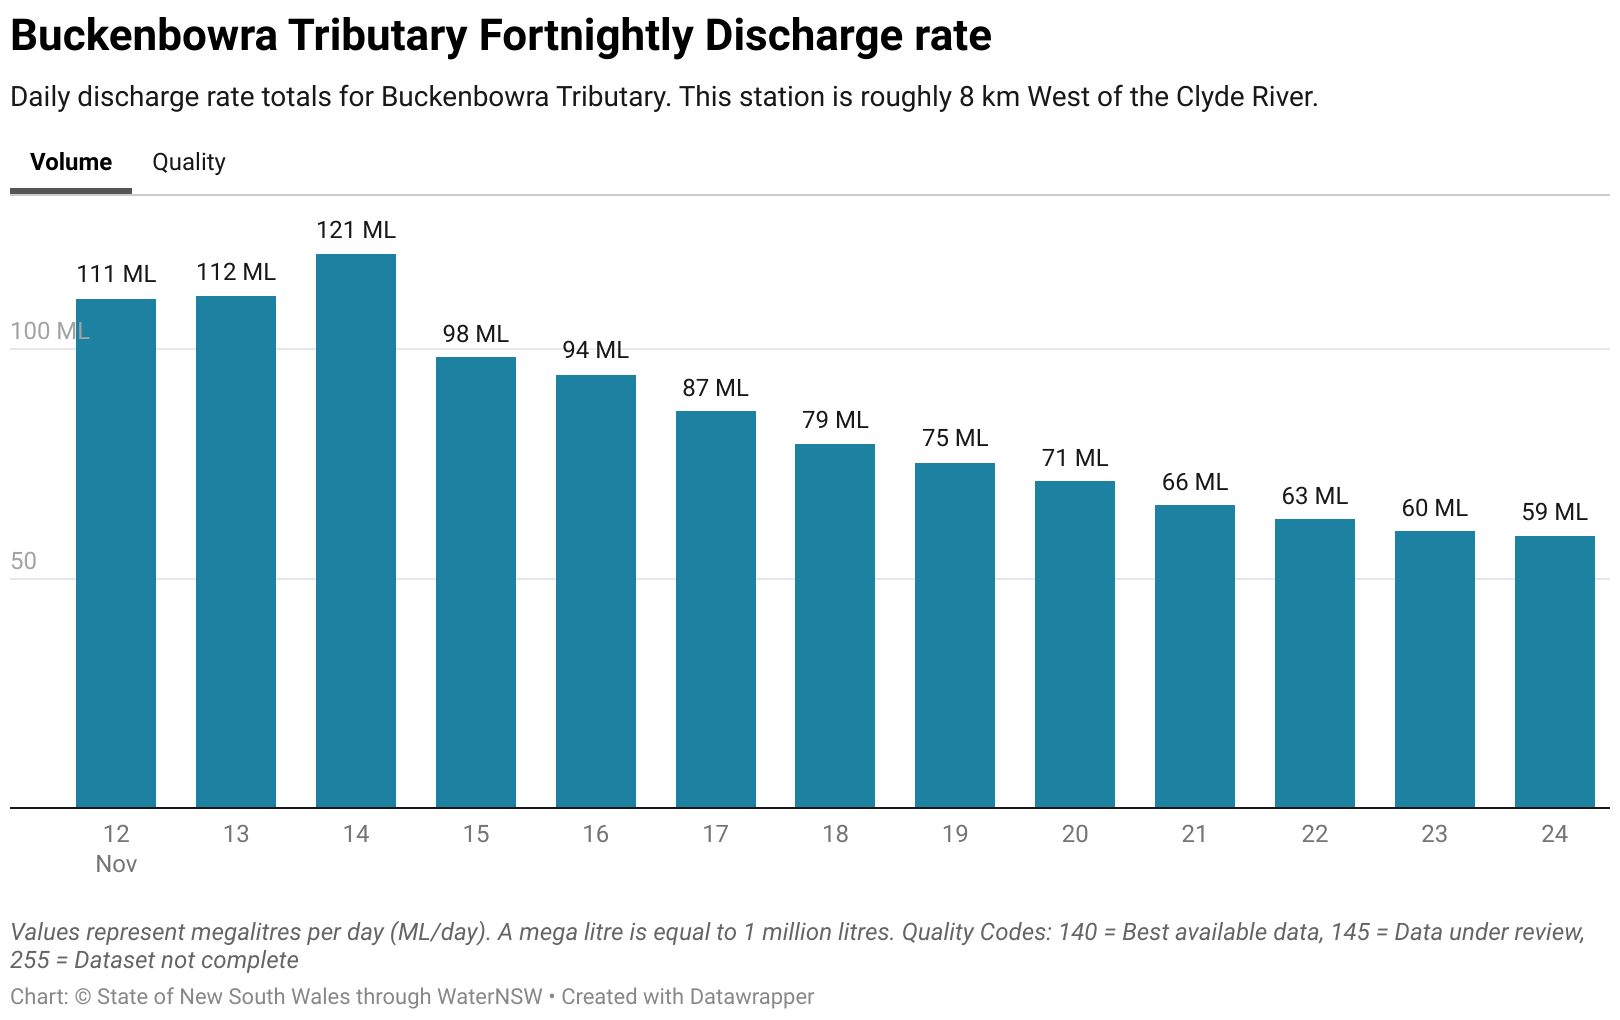 Buckenbowra Tributary Fortnightly Discharge rate
Daily discharge rate totals for Buckenbowra Tributary. This station is roughly 8 km West of the Clyde River.
Volume Quality
121 ML
111 ML 112 ML
100 ML
98 ML
94 ML
87 ML
79 ML
75 ML
71 ML
66 ML
63 ML
60 ML
59 ML
50
12 13 14 15 16 17 18 19 20 21 22 23 24
Nov
Values represent megalitres per day (ML/day). A mega litre is equal to 1 million litres. Quality Codes: 140 = Best available data, 145 = Data under review,
255 = Dataset not complete
Chart: © State of New South Wales through WaterNSW • Created with Datawrapper